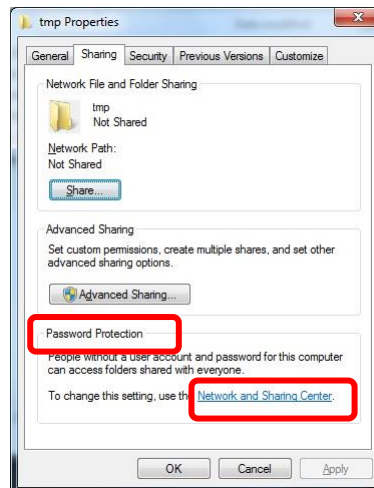 tmp Properties
General Sharing Security Previous Versions Customize
Network File and Folder Sharing
tmp
Not Shared
Network Path:
Not Shared
Share...
Advanced Sharing
Set custom permissions, create multiple shares, and set other
advanced sharing options.
Advanced Sharing...
Password Protection
People without a user account and password for this computer
can access folders shared with everyone.
To change this setting, use the Network and Sharing Center.
OK Cancel Apply